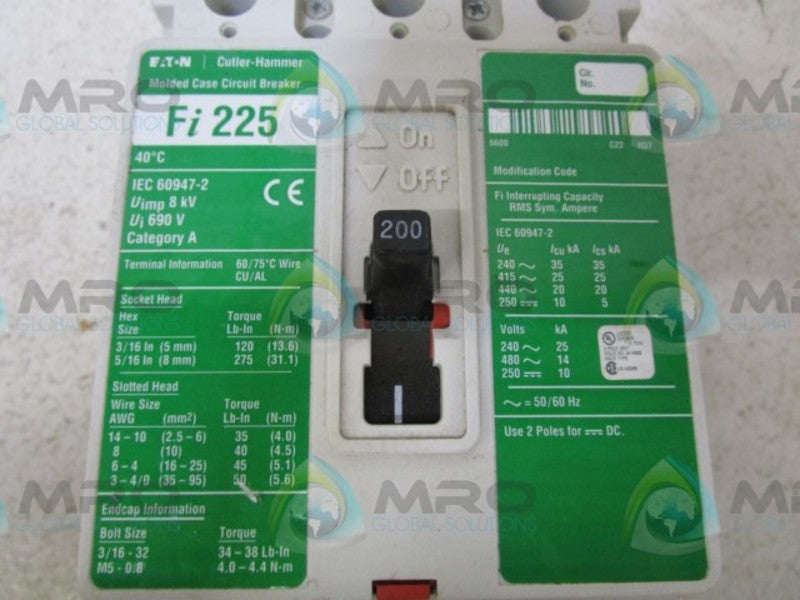 EATON Cutler-Hammer
Molded Case Circuit Breaker
Fi 225
40°C
IEC 60947-2
Uimp 8 kV
Ui 690 V
Category A
CE
Terminal Information 60/75°C Wire
CU/AL
Socket Head
Hex Torque
Size Lb-In (N-m)
3/16 In (5 mm) 120 (13.6)
5/16 In (8 mm) 275 (31.1)
Slotted Head
Wire Size Torque
AWG (mm²) Lb-In (N-m)
14 – 10 (2.5 – 6) 35 (4.0)
8 (10) 40 (4.5)
6 – 4 (16 – 25) 45 (5.1)
3 – 4/0 (35 – 95) 50 (5.6)
Endcap Information
Bolt Size Torque
3/16 - 32 34 – 38 Lb-In
M5 - 0.8 4.0 – 4.4 N-m
On
OFF
200
Cir.
No.
6600 C22
Modification Code
Fi Interrupting Capacity
RMS Sym. Ampere
IEC 60947-2
Ue ICU kA ICS kA
240 ~ 35 35
415 ~ 25 25
440 ~ 20 20
250 ⎓ 10 5
Volts kA
240 ~ 25
480 ~ 14
250 ⎓ 10
~ = 50/60 Hz
Use 2 Poles for ⎓ DC.
MRO
GLOBAL SOLUTIONS